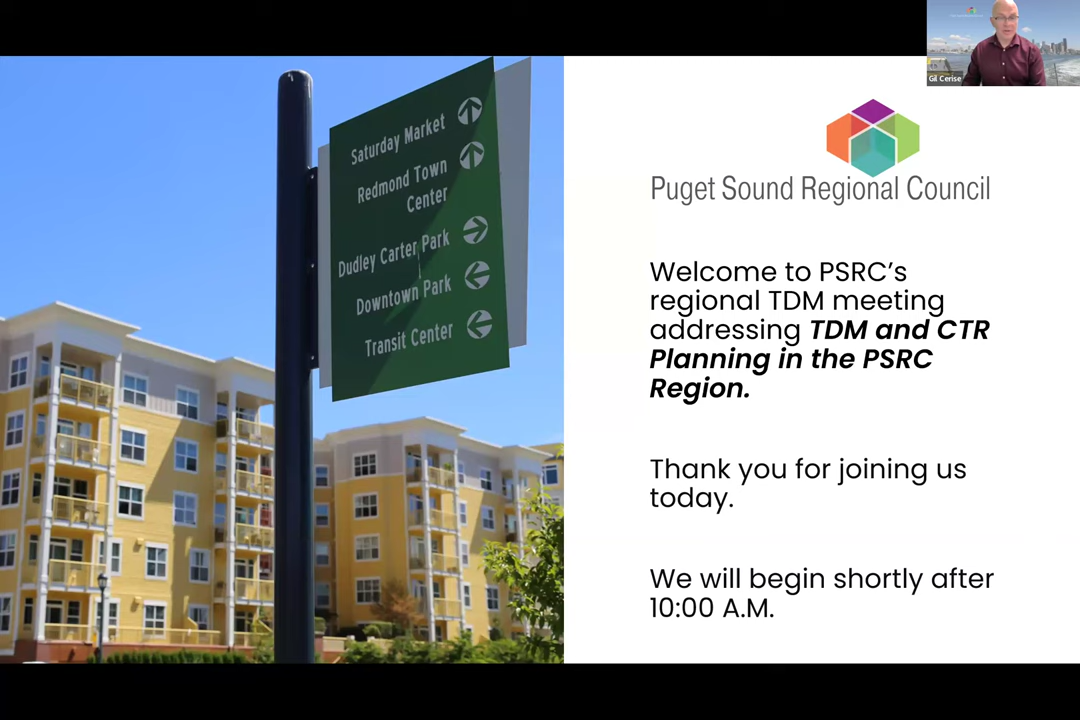 Gil Cerise
Saturday Market
Redmond Town
Center
Dudley Carter Park
Downtown Park
Transit Center
Puget Sound Regional Council
Welcome to PSRC’s
regional TDM meeting
addressing TDM and CTR
Planning in the PSRC
Region.
Thank you for joining us
today.
We will begin shortly after
10:00 A.M.